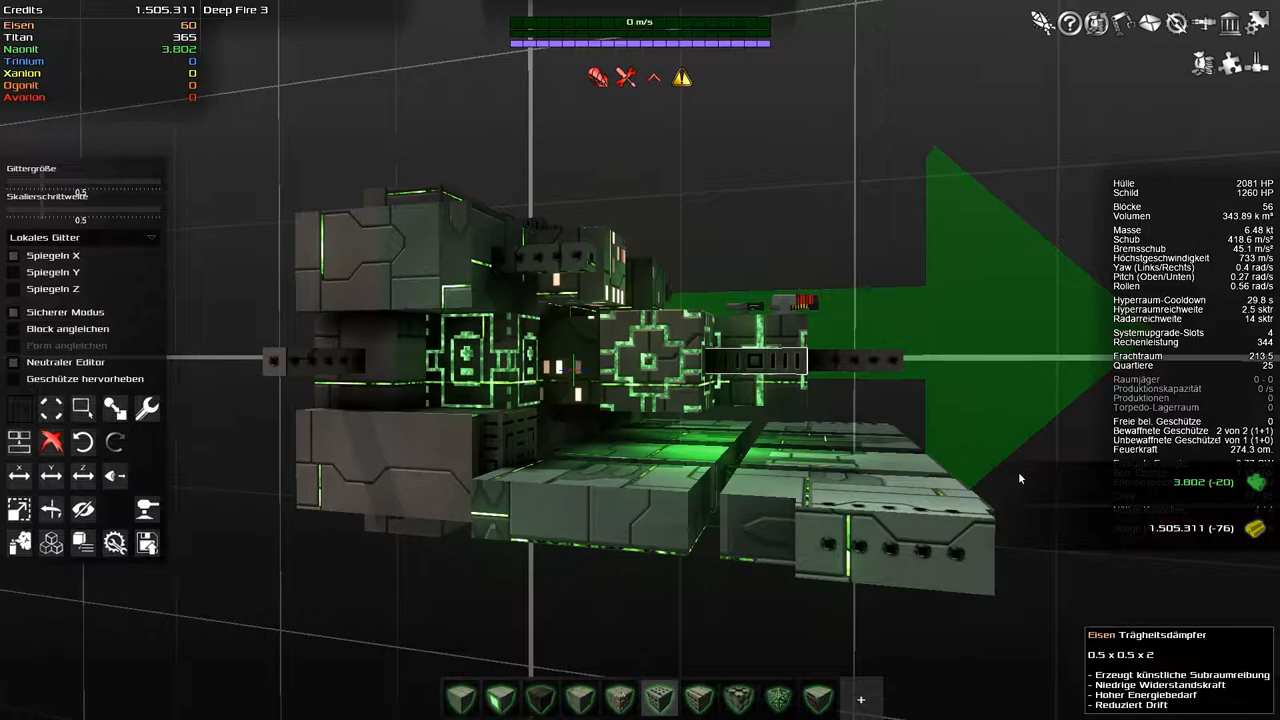 Credits 1.505.311 Deep Fire 3
Eisen 60
Titan 365
Naonit 3.802
Trinium 0
Xanion 0
Ogonit 0
Avorion 0
0 m/s
Gittergröße
0.5
Skalierschrittweite
0.5
Lokales Gitter
Spiegeln X
Spiegeln Y
Spiegeln Z
Sicherer Modus
Block angleichen
Form angleichen
Neutraler Editor
Geschütze hervorheben
X Y Z
Hülle 2081 HP
Schild 1260 HP
Blöcke 56
Volumen 343.89 k m³
Masse 6.48 kt
Schub 418.6 m/s²
Bremsschub 45.1 m/s²
Höchstgeschwindigkeit 733 m/s
Yaw (Links/Rechts) 0.4 rad/s
Pitch (Oben/Unten) 0.27 rad/s
Rollen 0.56 rad/s
Hyperraum-Cooldown 29.8 s
Hyperraumreichweite 2.5 sktr
Radarreichweite 14 sktr
Systemupgrade-Slots 4
Rechenleistung 344
Frachtraum 213.5
Quartiere 25
Raumjäger 0 - 0
Produktionskapazität 0
Produktionen 0
Torpedo-Lagerraum 0
Freie bel. Geschütze 0
Bewaffnete Geschützd 2 von 2 (1+1)
Unbewaffnete Geschützd von 1 (1+0)
Feuerkraft 274.3 om.
3.802 (-20)
1.505.311 (-76)
Eisen Trägheitsdämpfer
0.5 x 0.5 x 2
- Erzeugt künstliche Subraumreibung
- Niedrige Widerstandskraft
- Hoher Energiebedarf
- Reduziert Drift
+